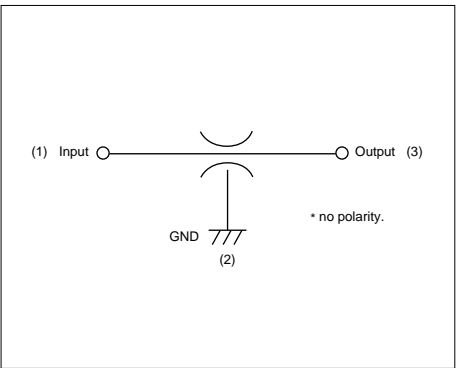 (1) Input Output (3)
* no polarity.
GND
(2)